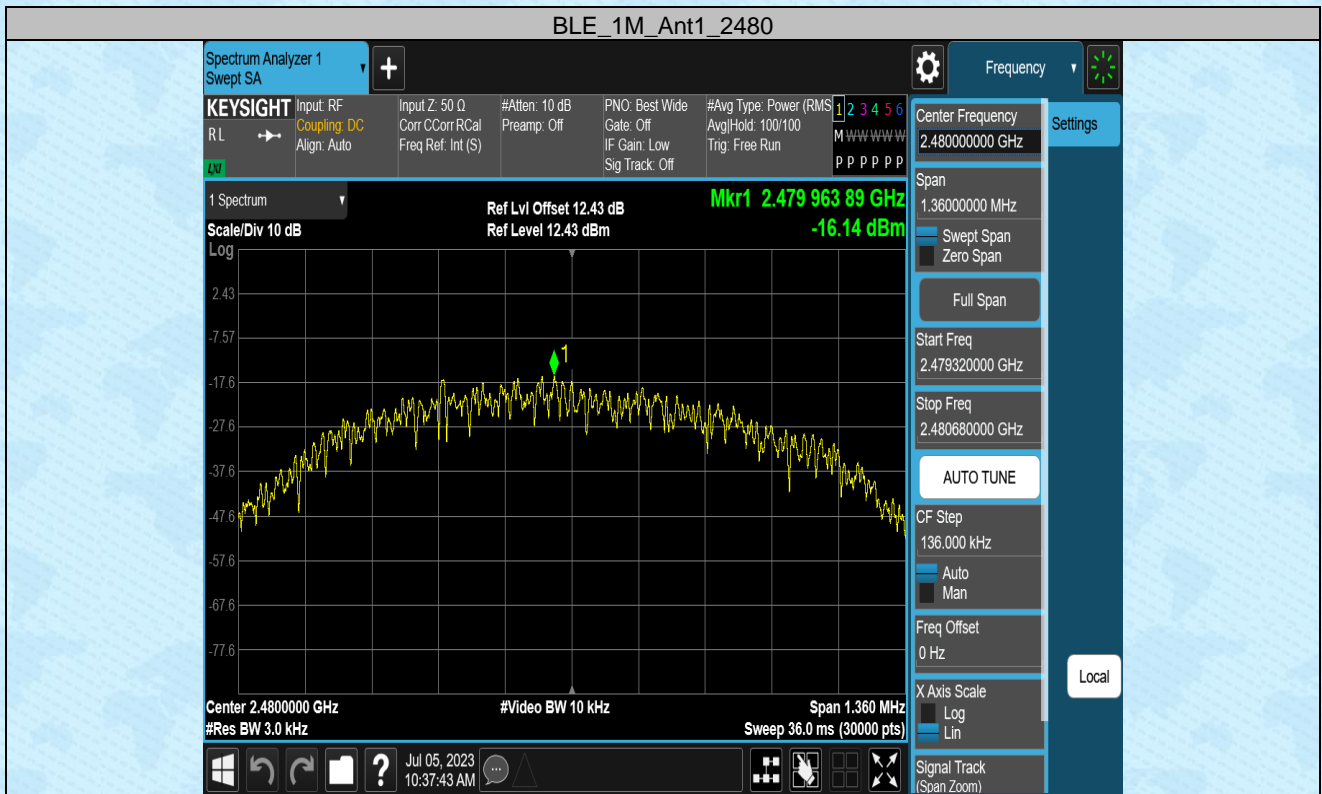 BLE_1M_Ant1_2480
Spectrum Analyzer 1
Swept SA
Frequency
KEYSIGHT
RL
LXI
Input: RF
Coupling: DC
Align: Auto
Input Z: 50 Ω
Corr CCorr RCal
Freq Ref: Int (S)
#Atten: 10 dB
Preamp: Off
PNO: Best Wide
Gate: Off
IF Gain: Low
Sig Track: Off
#Avg Type: Power (RMS
Avg|Hold: 100/100
Trig: Free Run
1 2 3 4 5 6
M W W W W W
P P P P P P
1 Spectrum
Scale/Div 10 dB
Log
Ref Lvl Offset 12.43 dB
Ref Level 12.43 dBm
Mkr1 2.479 963 89 GHz
-16.14 dBm
2.43
-7.57
-17.6
-27.6
-37.6
-47.6
-57.6
-67.6
-77.6
1
Center 2.4800000 GHz
#Res BW 3.0 kHz
#Video BW 10 kHz
Span 1.360 MHz
Sweep 36.0 ms (30000 pts)
Jul 05, 2023
10:37:43 AM
Center Frequency
2.480000000 GHz
Span
1.36000000 MHz
Swept Span
Zero Span
Full Span
Start Freq
2.479320000 GHz
Stop Freq
2.480680000 GHz
AUTO TUNE
CF Step
136.000 kHz
Auto
Man
Freq Offset
0 Hz
X Axis Scale
Log
Lin
Signal Track
(Span Zoom)
Settings
Local